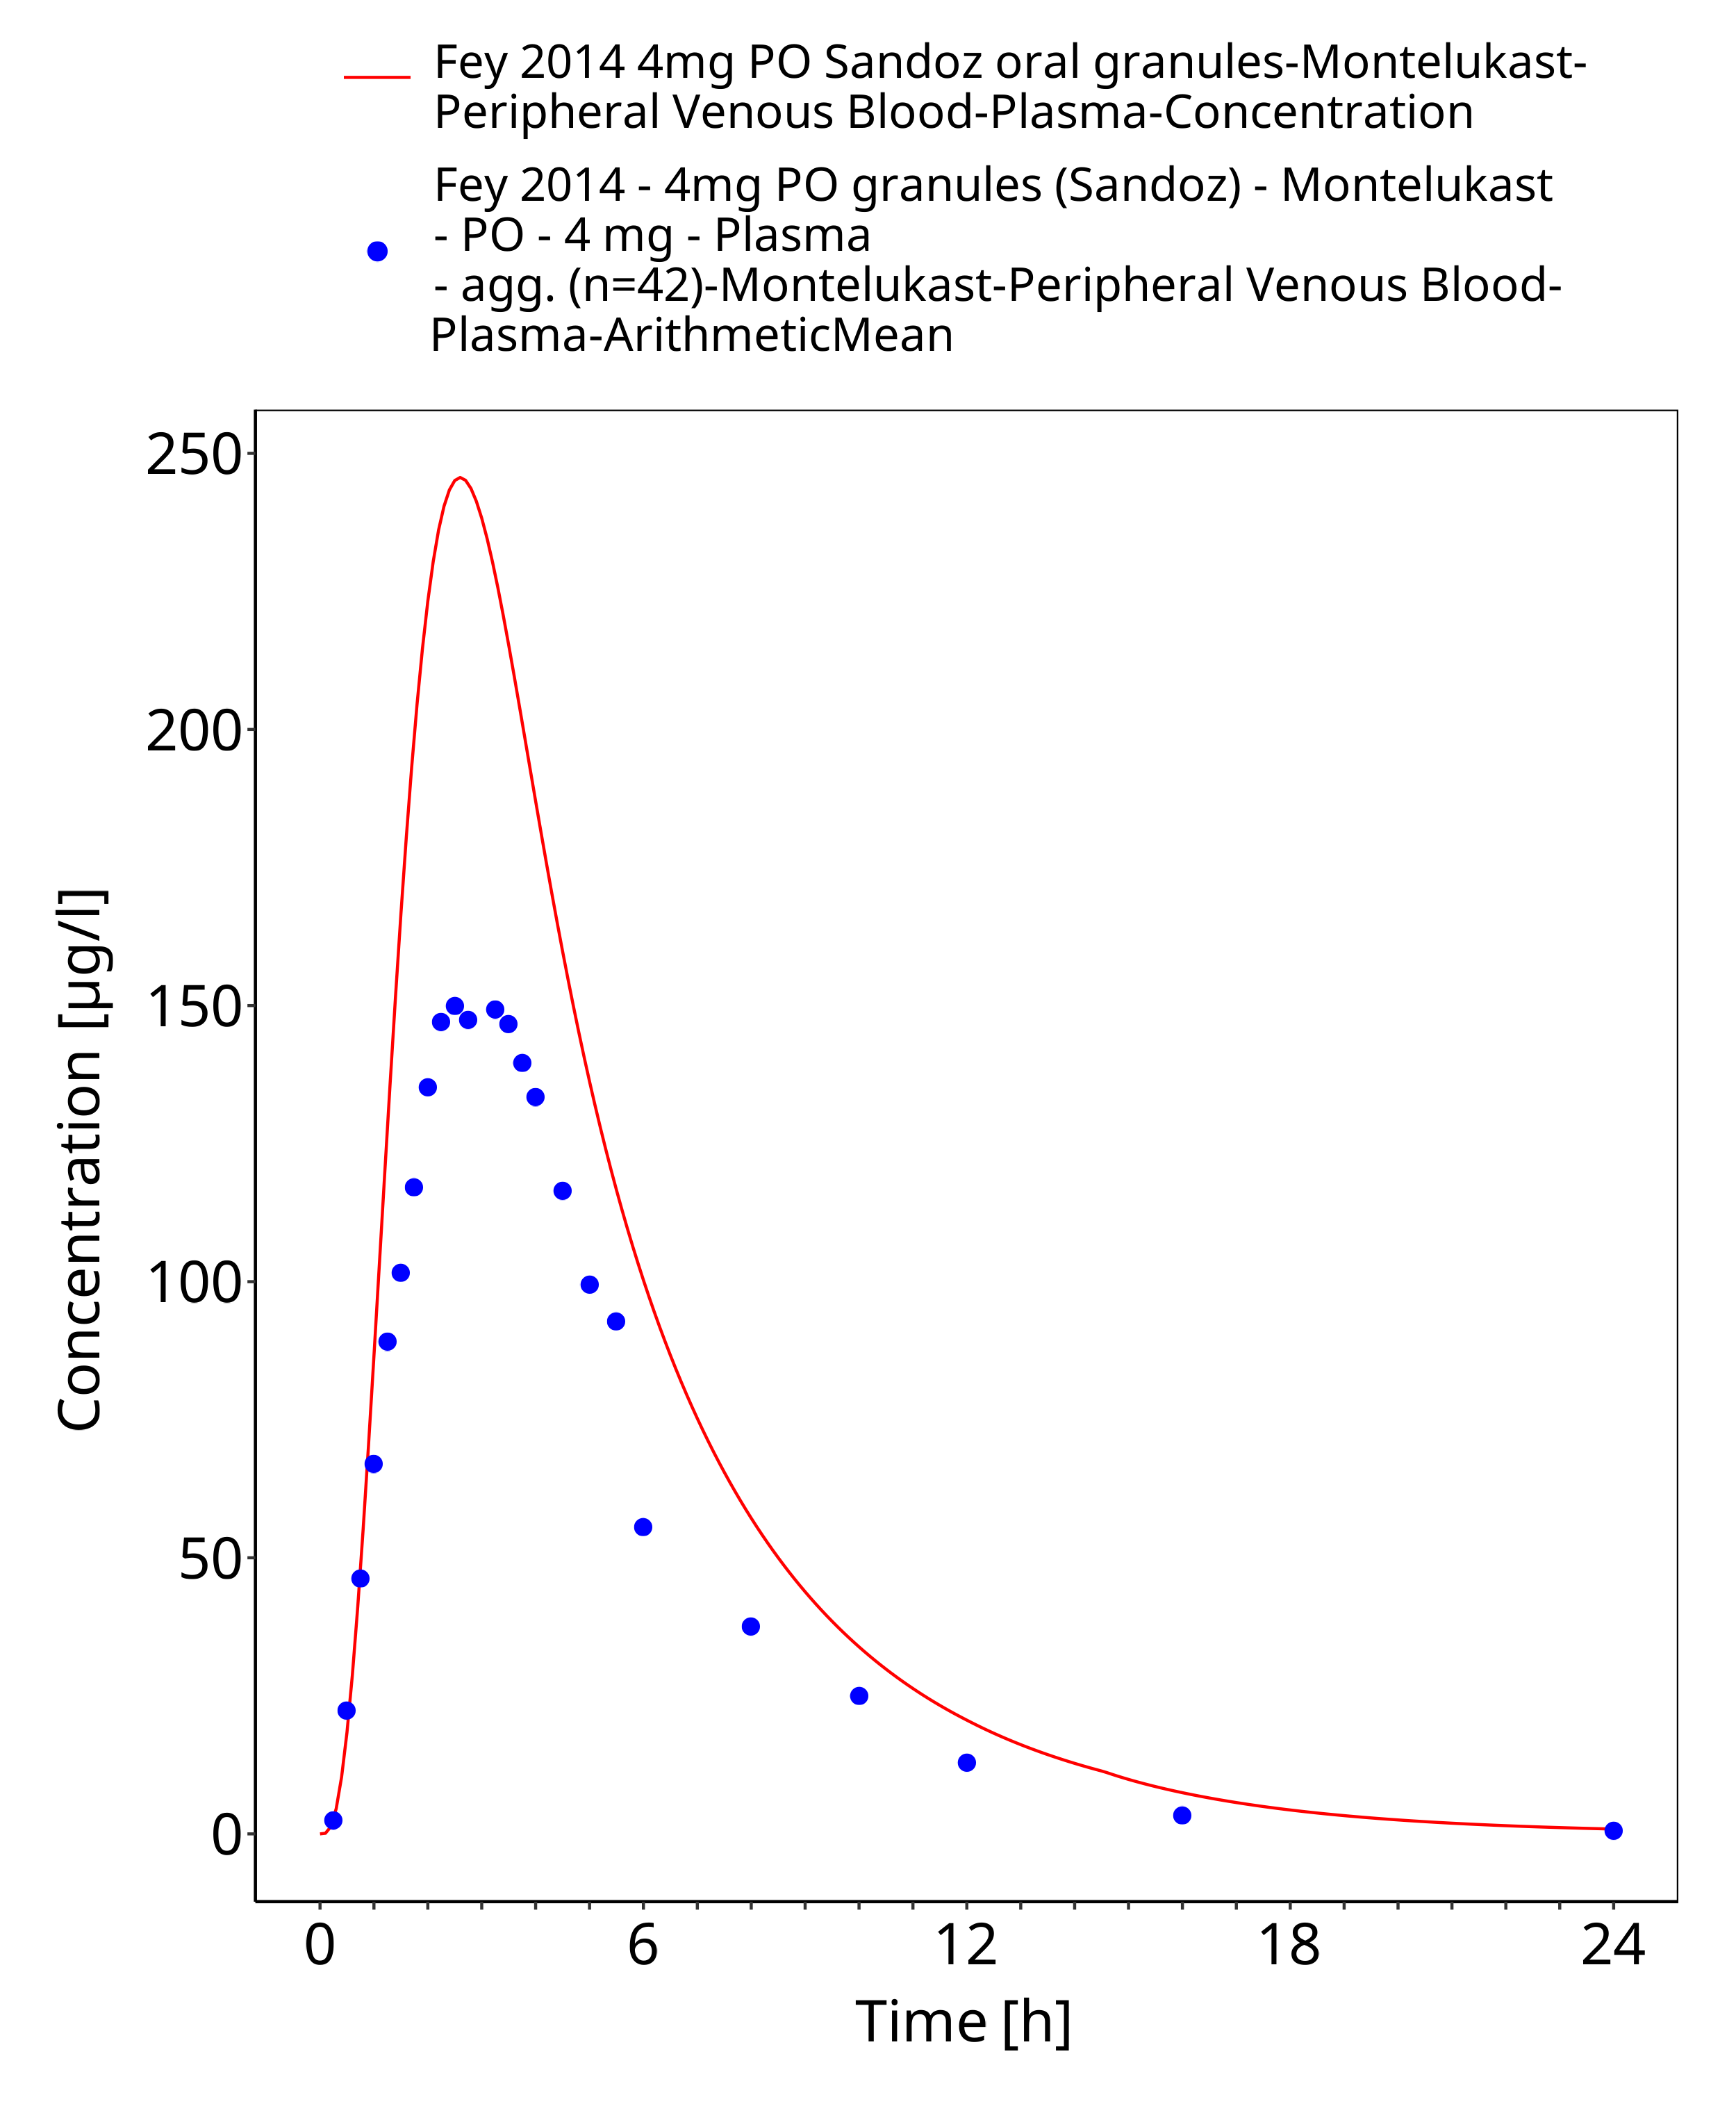 Fey 2014 4mg PO Sandoz oral granules-Montelukast-
Peripheral Venous Blood-Plasma-Concentration
Fey 2014 - 4mg PO granules (Sandoz) - Montelukast
- PO - 4 mg - Plasma
- agg. (n=42)-Montelukast-Peripheral Venous Blood-
Plasma-ArithmeticMean
250
200
150
100
50
0
Concentration [µg/l]
0 6 12 18 24
Time [h]